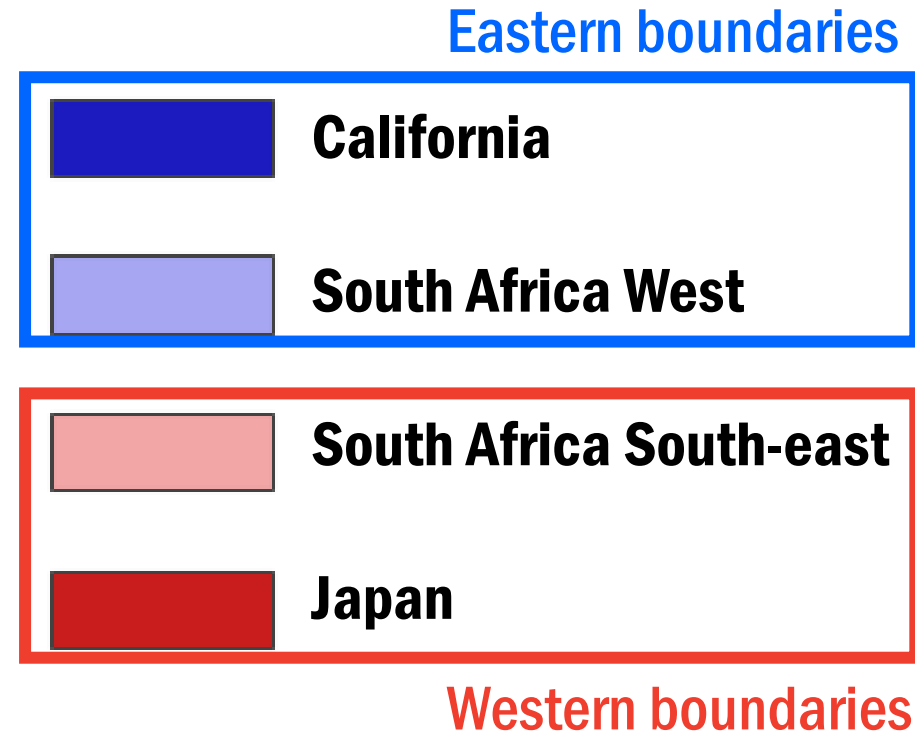 Eastern boundaries
California
South Africa West
South Africa South-east
Japan
Western boundaries